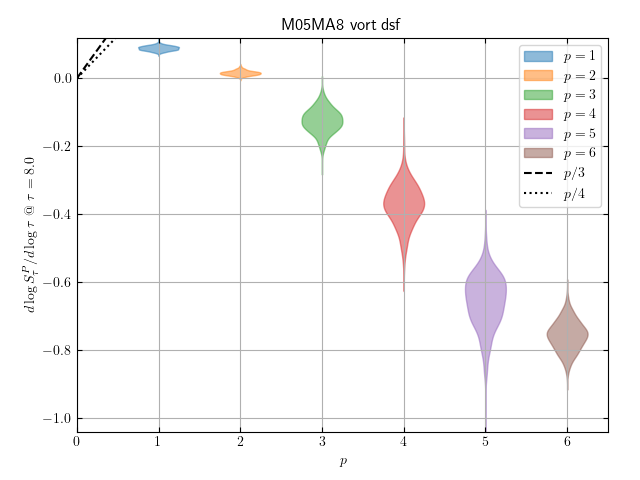 M05MA8 vort dsf
d log S_τ^P / d log τ @ τ = 8.0
0.0
−0.2
−0.4
−0.6
−0.8
−1.0
0 1 2 3 4 5 6
p
p = 1
p = 2
p = 3
p = 4
p = 5
p = 6
p/3
p/4